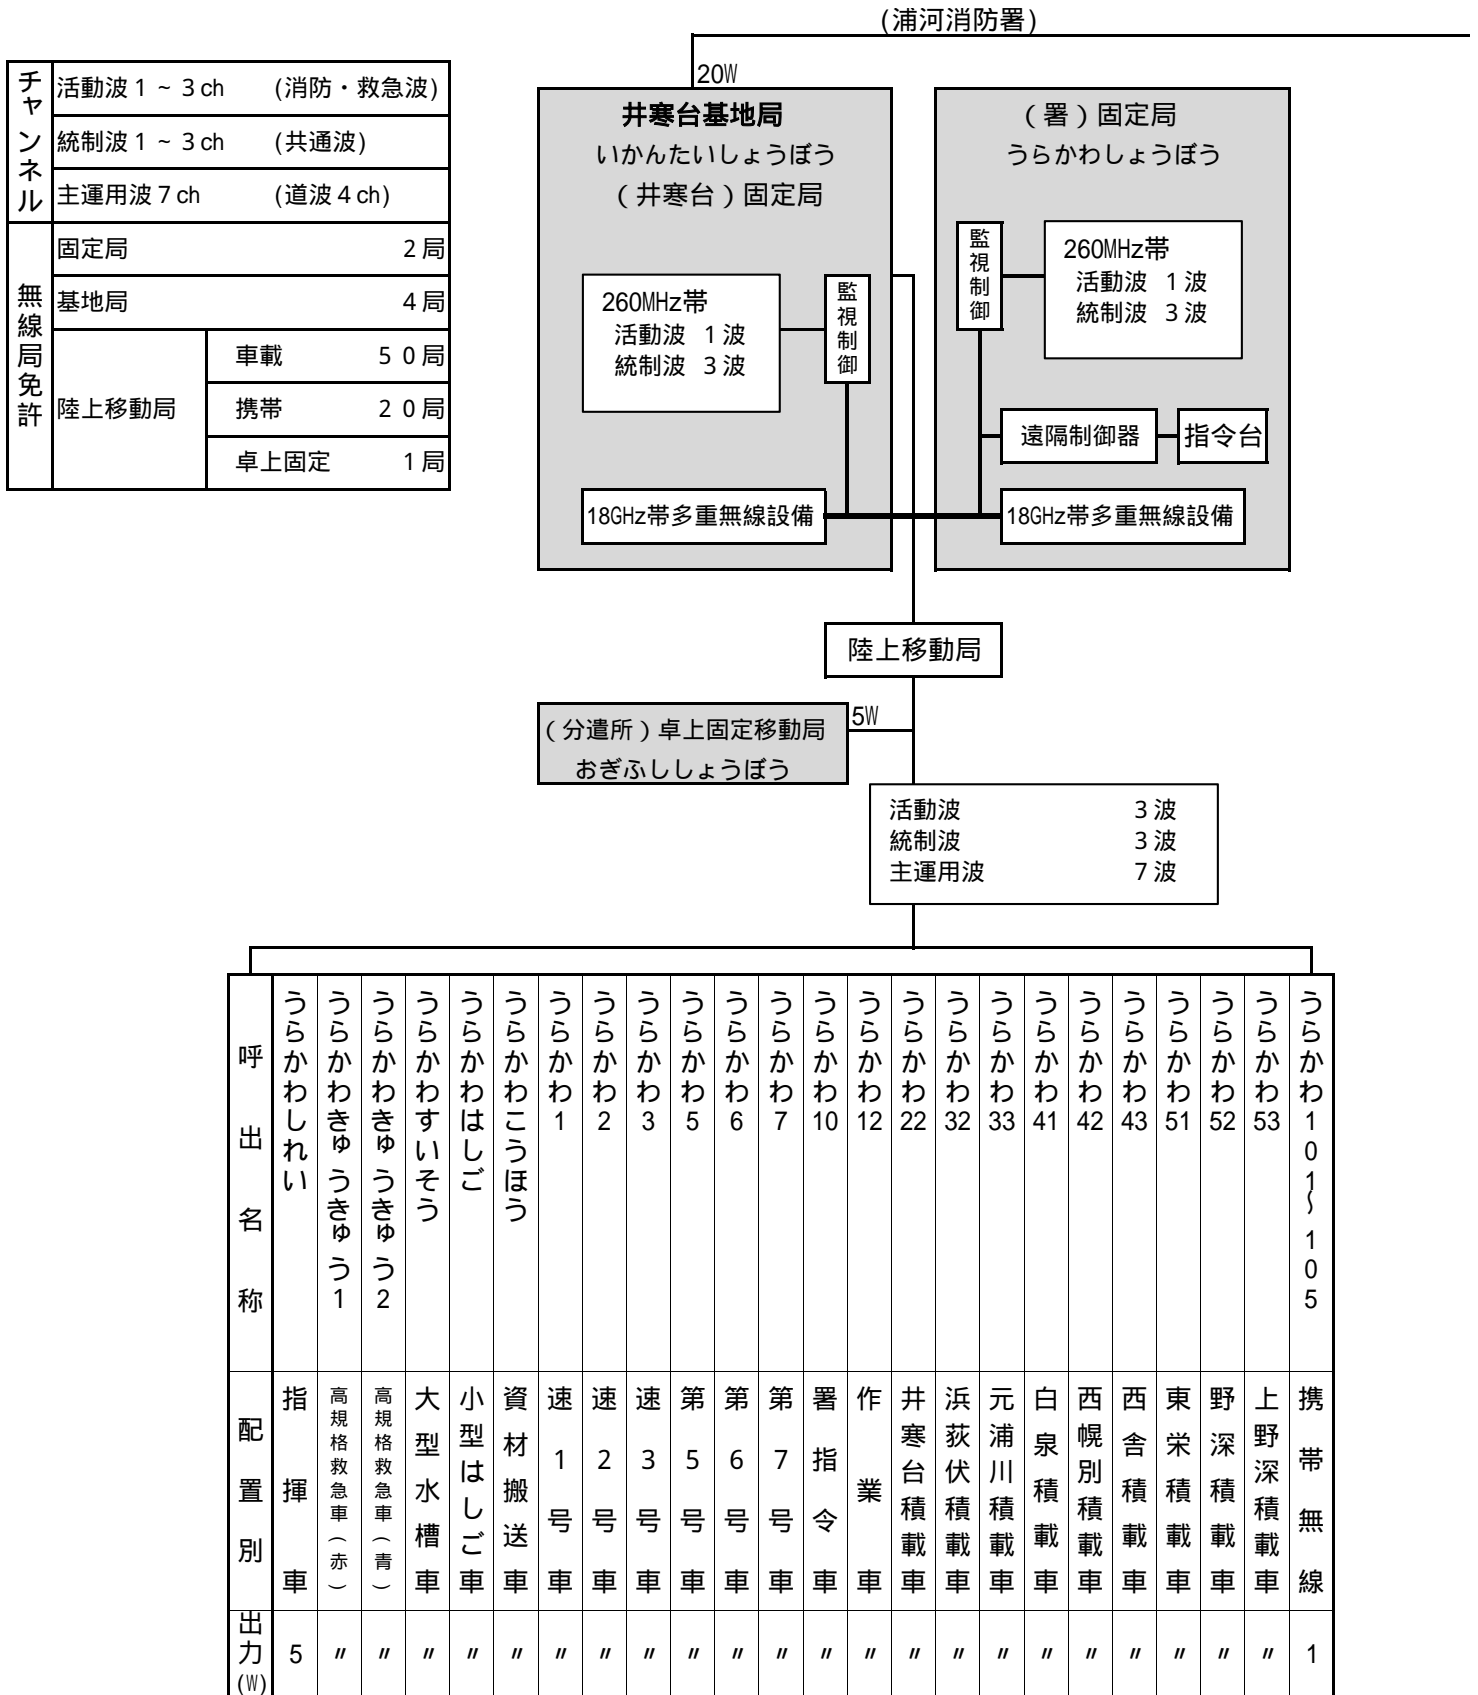 (浦河消防署)
チャンネル
活動波1~3ch (消防・救急波)
統制波1~3ch (共通波)
主運用波7ch (道波4ch)
無線局免許
固定局 2局
基地局 4局
陸上移動局
車載 50局
携帯 20局
卓上固定 1局
20W
井寒台基地局
いかんたいしょうぼう
(井寒台)固定局
260MHz帯
活動波 1波
統制波 3波
監視制御
18GHz帯多重無線設備
(署)固定局
うらかわしょうぼう
監視制御
260MHz帯
活動波 1波
統制波 3波
遠隔制御器
指令台
18GHz帯多重無線設備
陸上移動局
(分遣所)卓上固定移動局
おぎふししょうぼう
5W
活動波 3波
統制波 3波
主運用波 7波
呼出名称
うらかわしれい
うらかわきゅうきゅう1
うらかわきゅうきゅう2
うらかわすいそう
うらかわはしご
うらかわこうほう
うらかわ1
うらかわ2
うらかわ3
うらかわ5
うらかわ6
うらかわ7
うらかわ10
うらかわ12
うらかわ22
うらかわ32
うらかわ33
うらかわ41
うらかわ42
うらかわ43
うらかわ51
うらかわ52
うらかわ53
うらかわ101~105
配置別
指揮車
高規格救急車(赤)
高規格救急車(青)
大型水槽車
小型はしご車
資材搬送車
速1号車
速2号車
速3号車
第5号車
第6号車
第7号車
署指令車
作業車
井寒台積載車
浜荻伏積載車
元浦川積載車
白泉積載車
西幌別積載車
西舎積載車
東栄積載車
野深積載車
上野深積載車
携帯無線
出力(W)
5 〃 〃 〃 〃 〃 〃 〃 〃 〃 〃 〃 〃 〃 〃 〃 〃 〃 〃 〃 〃 〃 〃 1